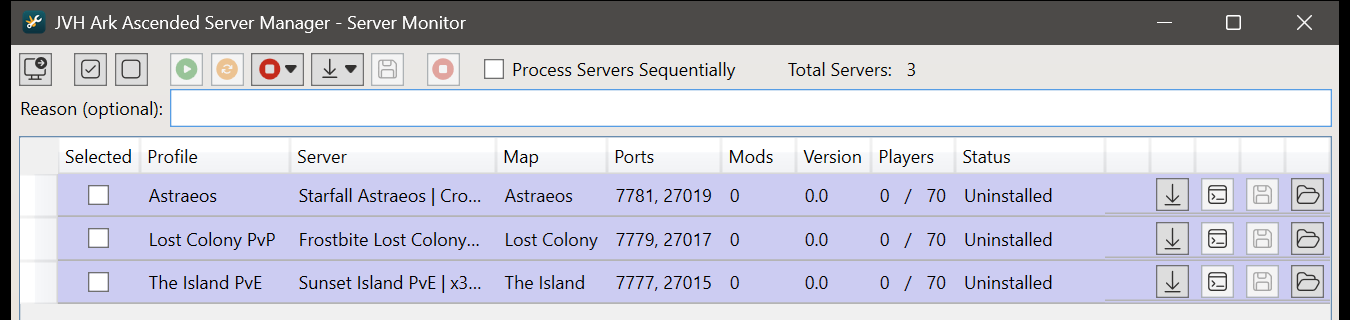 JVH Ark Ascended Server Manager - Server Monitor
Process Servers Sequentially Total Servers: 3
Reason (optional):
Selected Profile Server Map Ports Mods Version Players Status
Astraeos Starfall Astraeos | Cro... Astraeos 7781, 27019 0 0.0 0 / 70 Uninstalled
Lost Colony PvP Frostbite Lost Colony... Lost Colony 7779, 27017 0 0.0 0 / 70 Uninstalled
The Island PvE Sunset Island PvE | x3... The Island 7777, 27015 0 0.0 0 / 70 Uninstalled